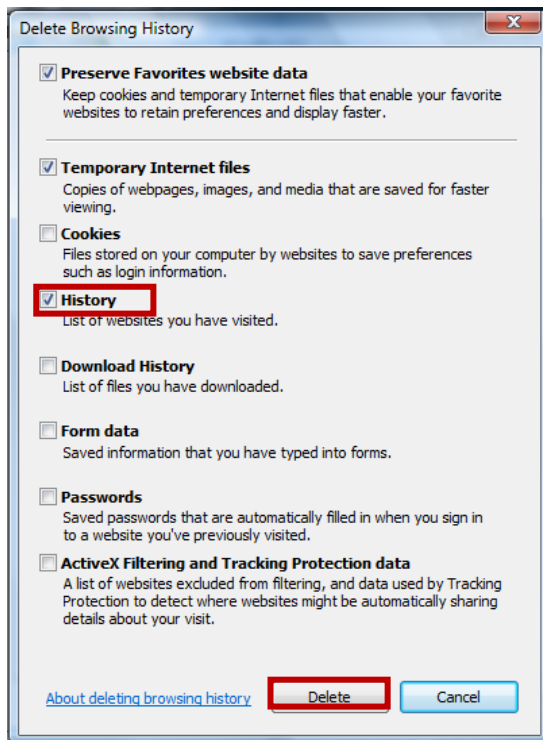 Delete Browsing History
Preserve Favorites website data
Keep cookies and temporary Internet files that enable your favorite
websites to retain preferences and display faster.
Temporary Internet files
Copies of webpages, images, and media that are saved for faster
viewing.
Cookies
Files stored on your computer by websites to save preferences
such as login information.
History
List of websites you have visited.
Download History
List of files you have downloaded.
Form data
Saved information that you have typed into forms.
Passwords
Saved passwords that are automatically filled in when you sign in
to a website you've previously visited.
ActiveX Filtering and Tracking Protection data
A list of websites excluded from filtering, and data used by Tracking
Protection to detect where websites might be automatically sharing
details about your visit.
About deleting browsing history Delete Cancel